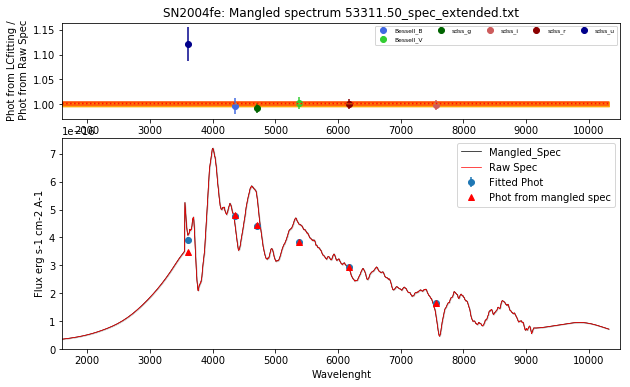 SN2004fe: Mangled spectrum 53311.50_spec_extended.txt
Phot from LCfitting /
Phot from Raw Spec
1.15
1.10
1.05
1.00
Bessell_B
Bessell_V
sdss_g
sdss_i
sdss_r
sdss_u
2000 3000 4000 5000 6000 7000 8000 9000 10000
1e−16
Flux erg s-1 cm-2 A-1
7
6
5
4
3
2
1
0
Mangled_Spec
Raw Spec
Fitted Phot
Phot from mangled spec
2000 3000 4000 5000 6000 7000 8000 9000 10000
Wavelenght